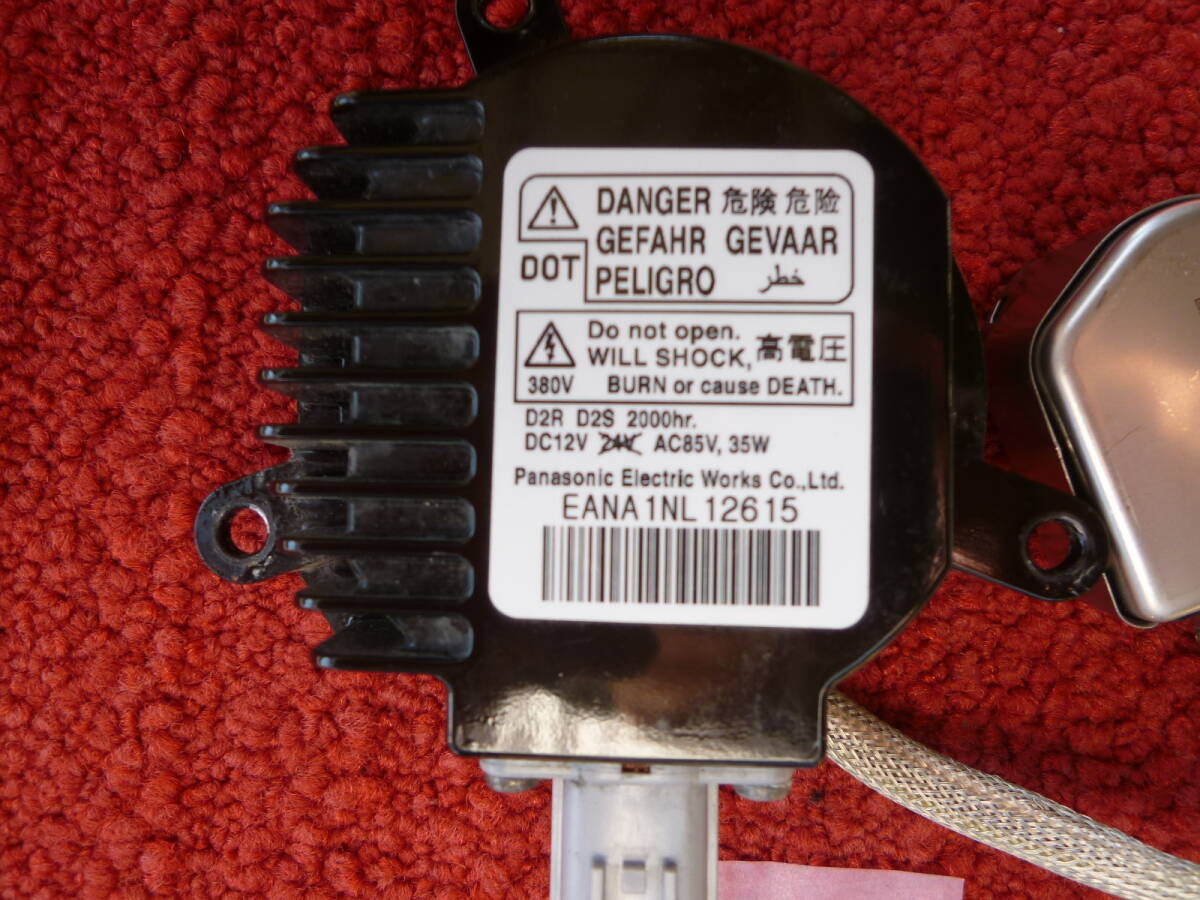 DANGER 危険 危险
GEFAHR GEVAAR
DOT PELIGRO خطر
Do not open.
WILL SHOCK, 高電圧
380V BURN or cause DEATH.
D2R D2S 2000hr.
DC12V 24V AC85V, 35W
Panasonic Electric Works Co.,Ltd.
EANA1NL12615